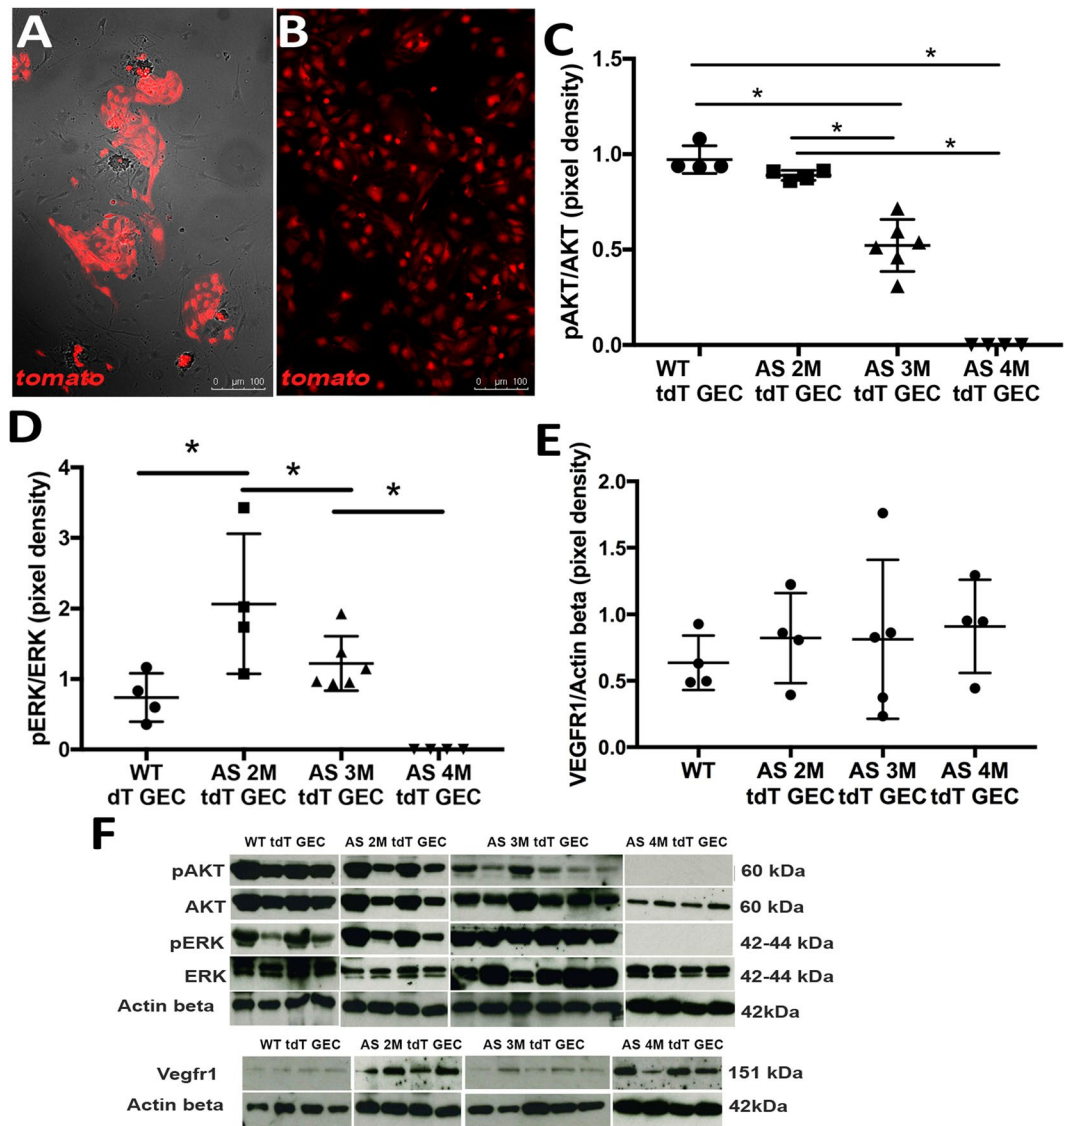 A
B
C
tomato
0 µm 100
tomato
0 µm 100
pAKT/AKT (pixel density)
1.5
1.0
0.5
0.0
*
*
*
*
WT AS 2M AS 3M AS 4M
tdT GEC tdT GEC tdT GEC tdT GEC
D
pERK/ERK (pixel density)
4
3
2
1
0
*
*
*
WT AS 2M AS 3M AS 4M
dT GEC tdT GEC tdT GEC tdT GEC
E
VEGFR1/Actin beta (pixel density)
2.0
1.5
1.0
0.5
0.0
WT AS 2M AS 3M AS 4M
tdT GEC tdT GEC tdT GEC
F
WT tdT GEC AS 2M tdT GEC AS 3M tdT GEC AS 4M tdT GEC
pAKT 60 kDa
AKT 60 kDa
pERK 42-44 kDa
ERK 42-44 kDa
Actin beta 42kDa
WT tdT GEC AS 2M tdT GEC AS 3M tdT GEC AS 4M tdT GEC
Vegfr1 151 kDa
Actin beta 42kDa